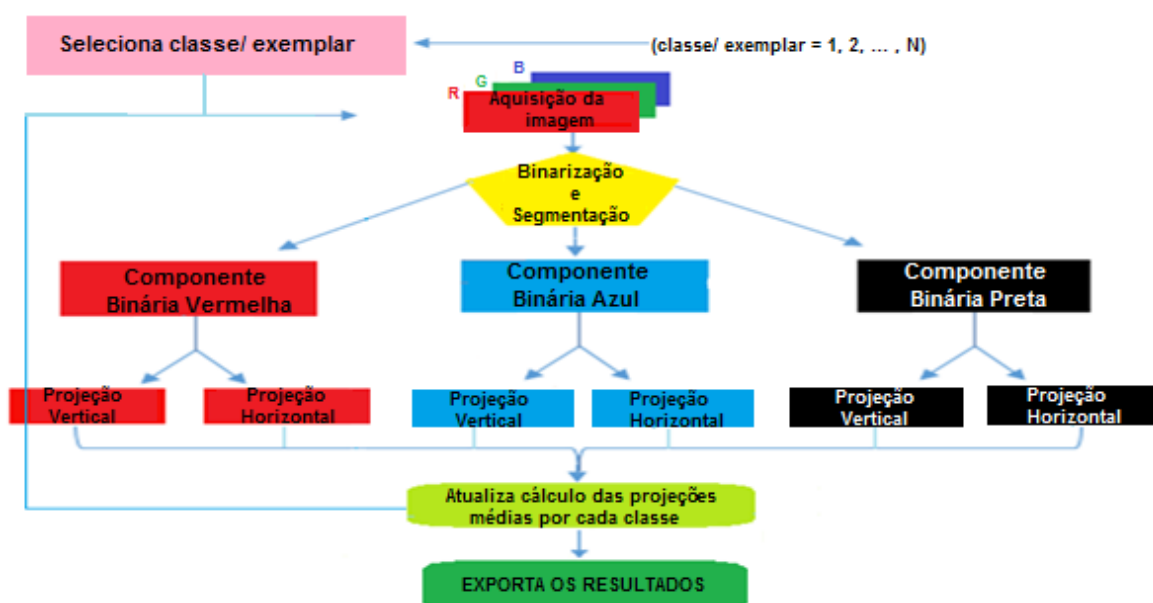 Seleciona classe/ exemplar
(classe/ exemplar = 1, 2, ... , N)
B
G
R
Aquisição da
imagem
Binarização
e
Segmentação
Componente
Binária Vermelha
Componente
Binária Azul
Componente
Binária Preta
Projeção
Vertical
Projeção
Horizontal
Projeção
Vertical
Projeção
Horizontal
Projeção
Vertical
Projeção
Horizontal
Atualiza cálculo das projeções
médias por cada classe
EXPORTA OS RESULTADOS